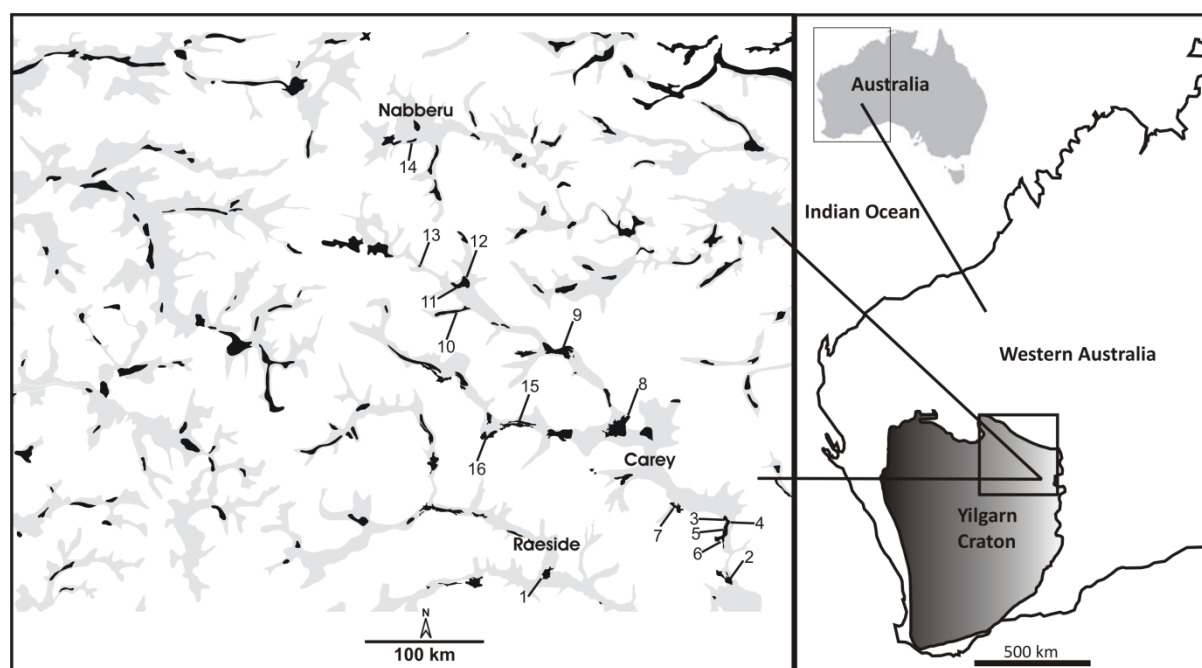 Nabberu
14
13
12
11
10
9
15
8
16
Carey
7
3
4
5
6
2
Raeside
1
N
100 km
Australia
Indian Ocean
Western Australia
Yilgarn
Craton
500 km